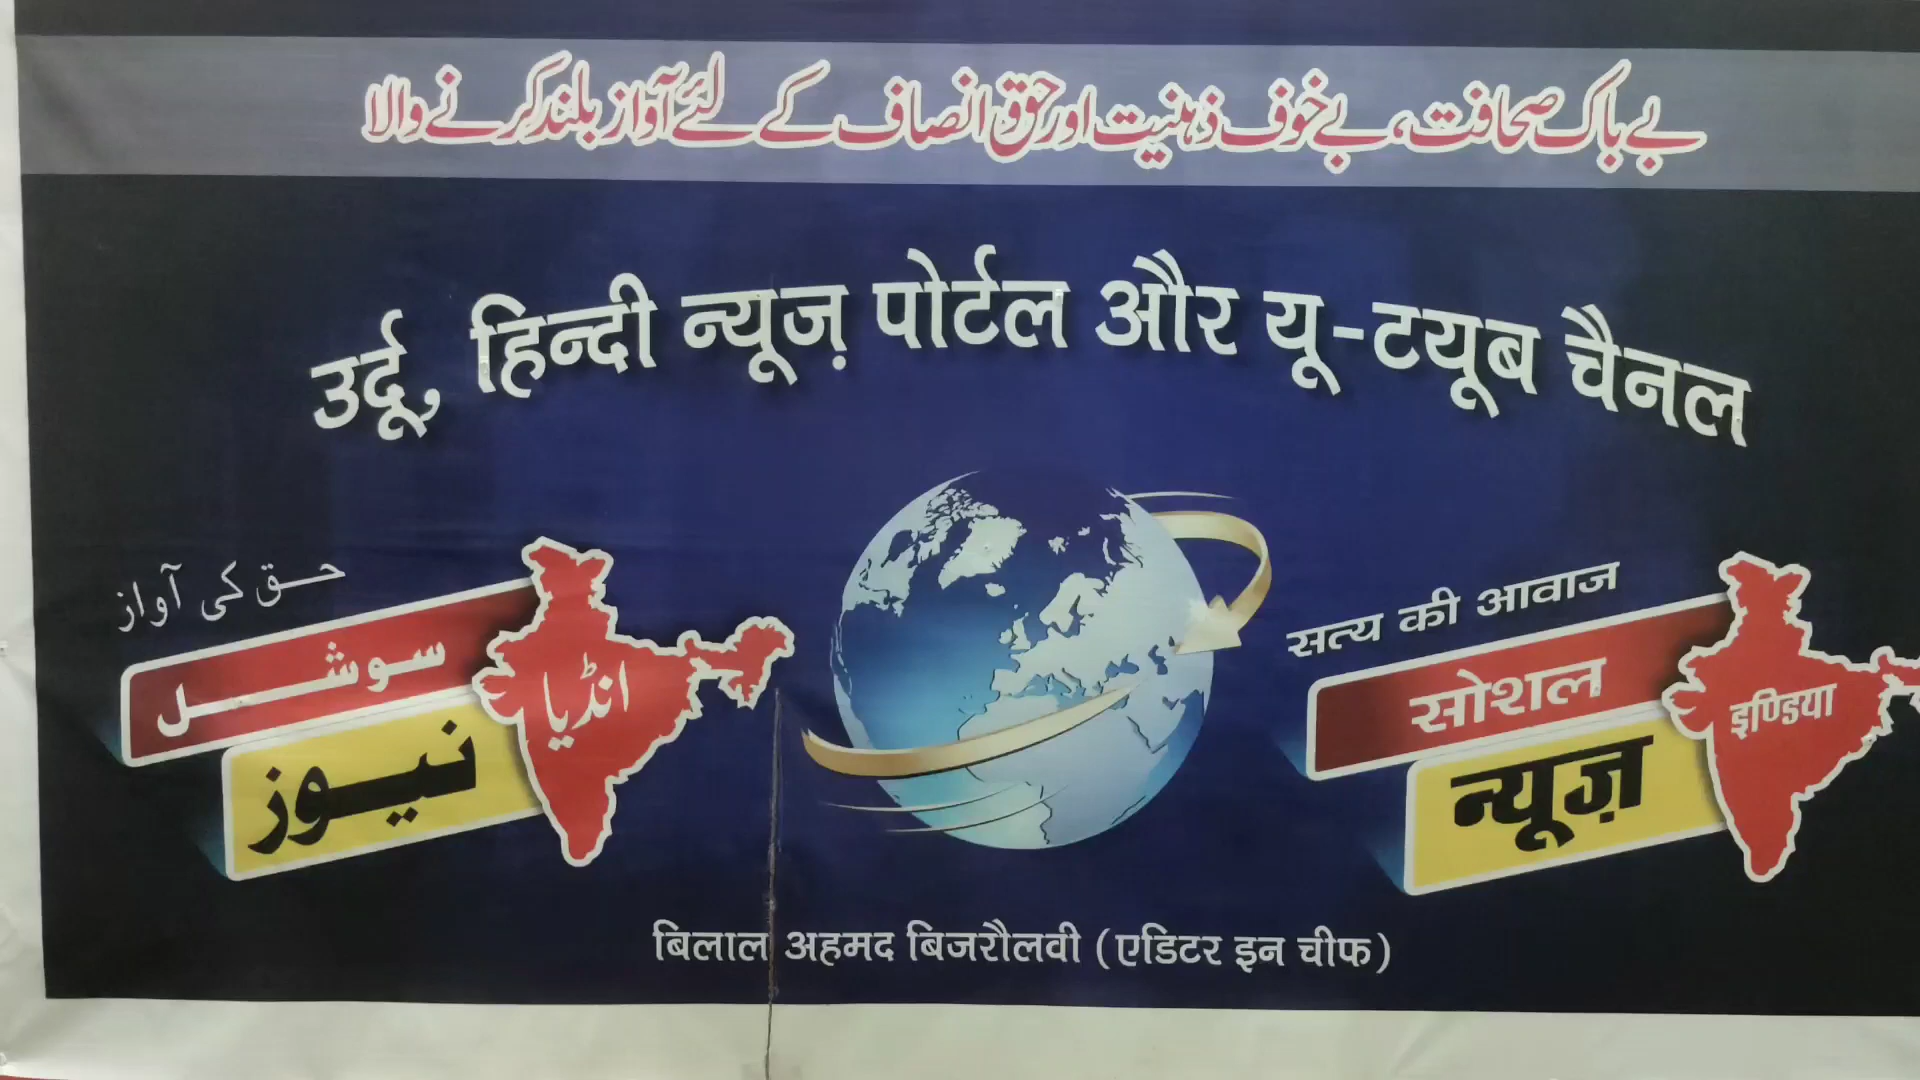 بے باک صحافت، بے خوف ذہنیت اور حق انصاف کے لئے آواز بلند کرنے والا
उर्दू, हिन्दी न्यूज़ पोर्टल और यू-टयूब चैनल
حق کی آواز
سوشل
نیوز
انڈیا
सत्य की आवाज
सोशल
न्यूज़
इण्डिया
बिलाल अहमद बिजरौलवी (एडिटर इन चीफ)